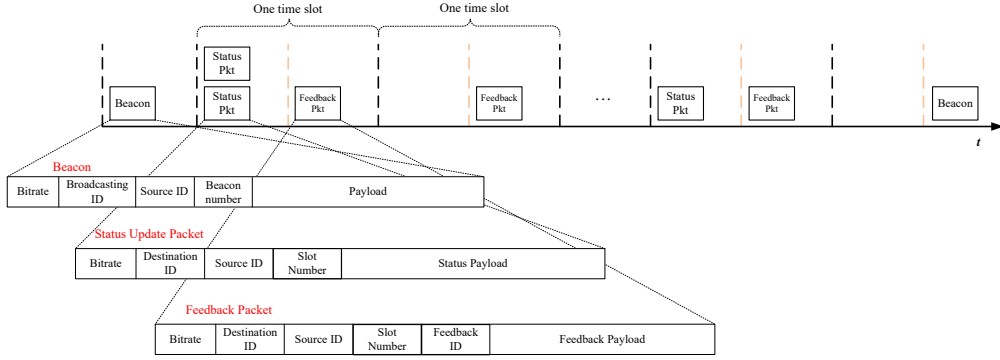 One time slot
One time slot
Status
Pkt
Beacon
Status
Pkt
Feedback
Pkt
Feedback
Pkt
...
Status
Pkt
Feedback
Pkt
Beacon
t
Beacon
Bitrate
Broadcasting
ID
Source ID
Beacon
number
Payload
Status Update Packet
Bitrate
Destination
ID
Source ID
Slot
Number
Status Payload
Feedback Packet
Bitrate
Destination
ID
Source ID
Slot
Number
Feedback
ID
Feedback Payload